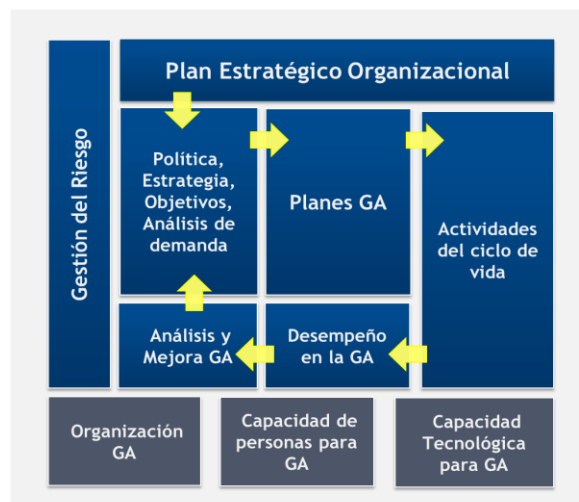 Plan Estratégico Organizacional
Gestión del Riesgo
Política,
Estrategia,
Objetivos,
Análisis de
demanda
Planes GA
Actividades
del ciclo de
vida
Análisis y
Mejora GA
Desempeño
en la GA
Organización
GA
Capacidad de
personas para
GA
Capacidad
Tecnológica
para GA